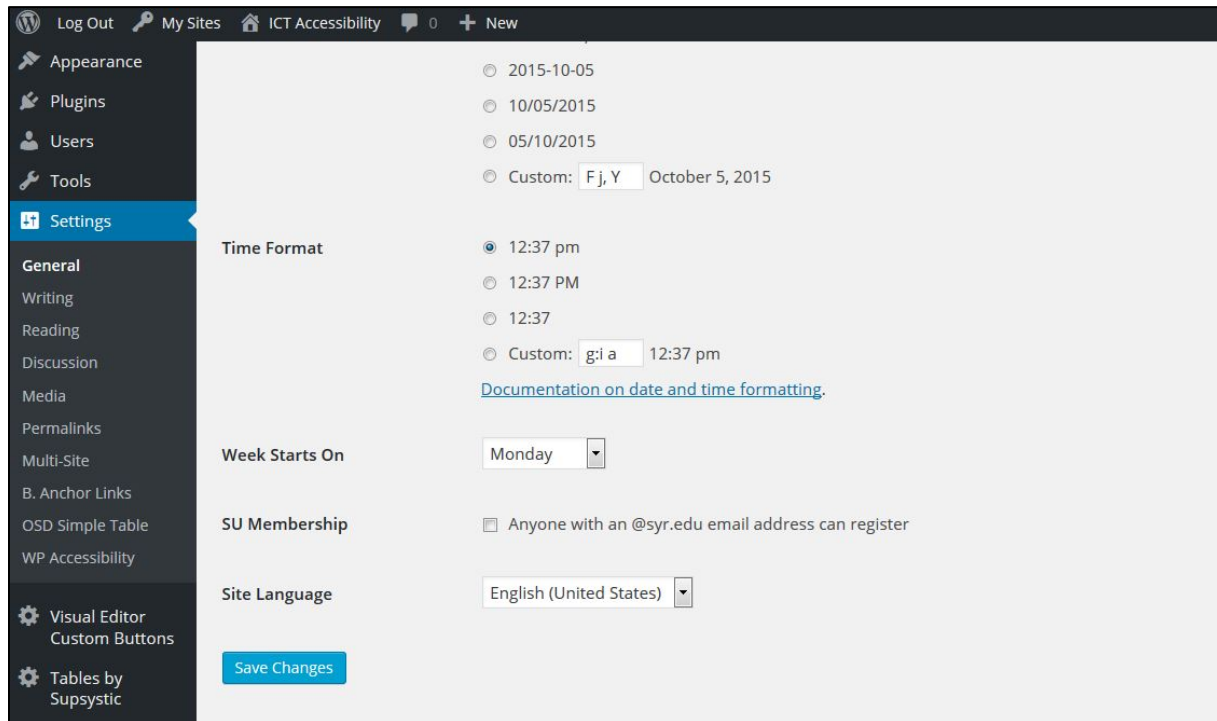 Log Out My Sites ICT Accessibility 0 New
Appearance
Plugins
Users
Tools
Settings
General
Writing
Reading
Discussion
Media
Permalinks
Multi-Site
B. Anchor Links
OSD Simple Table
WP Accessibility
Visual Editor
Custom Buttons
Tables by
Supsystic
2015-10-05
10/05/2015
05/10/2015
Custom: F j, Y October 5, 2015
Time Format
12:37 pm
12:37 PM
12:37
Custom: g:i a 12:37 pm
Documentation on date and time formatting.
Week Starts On Monday
SU Membership Anyone with an @syr.edu email address can register
Site Language English (United States)
Save Changes